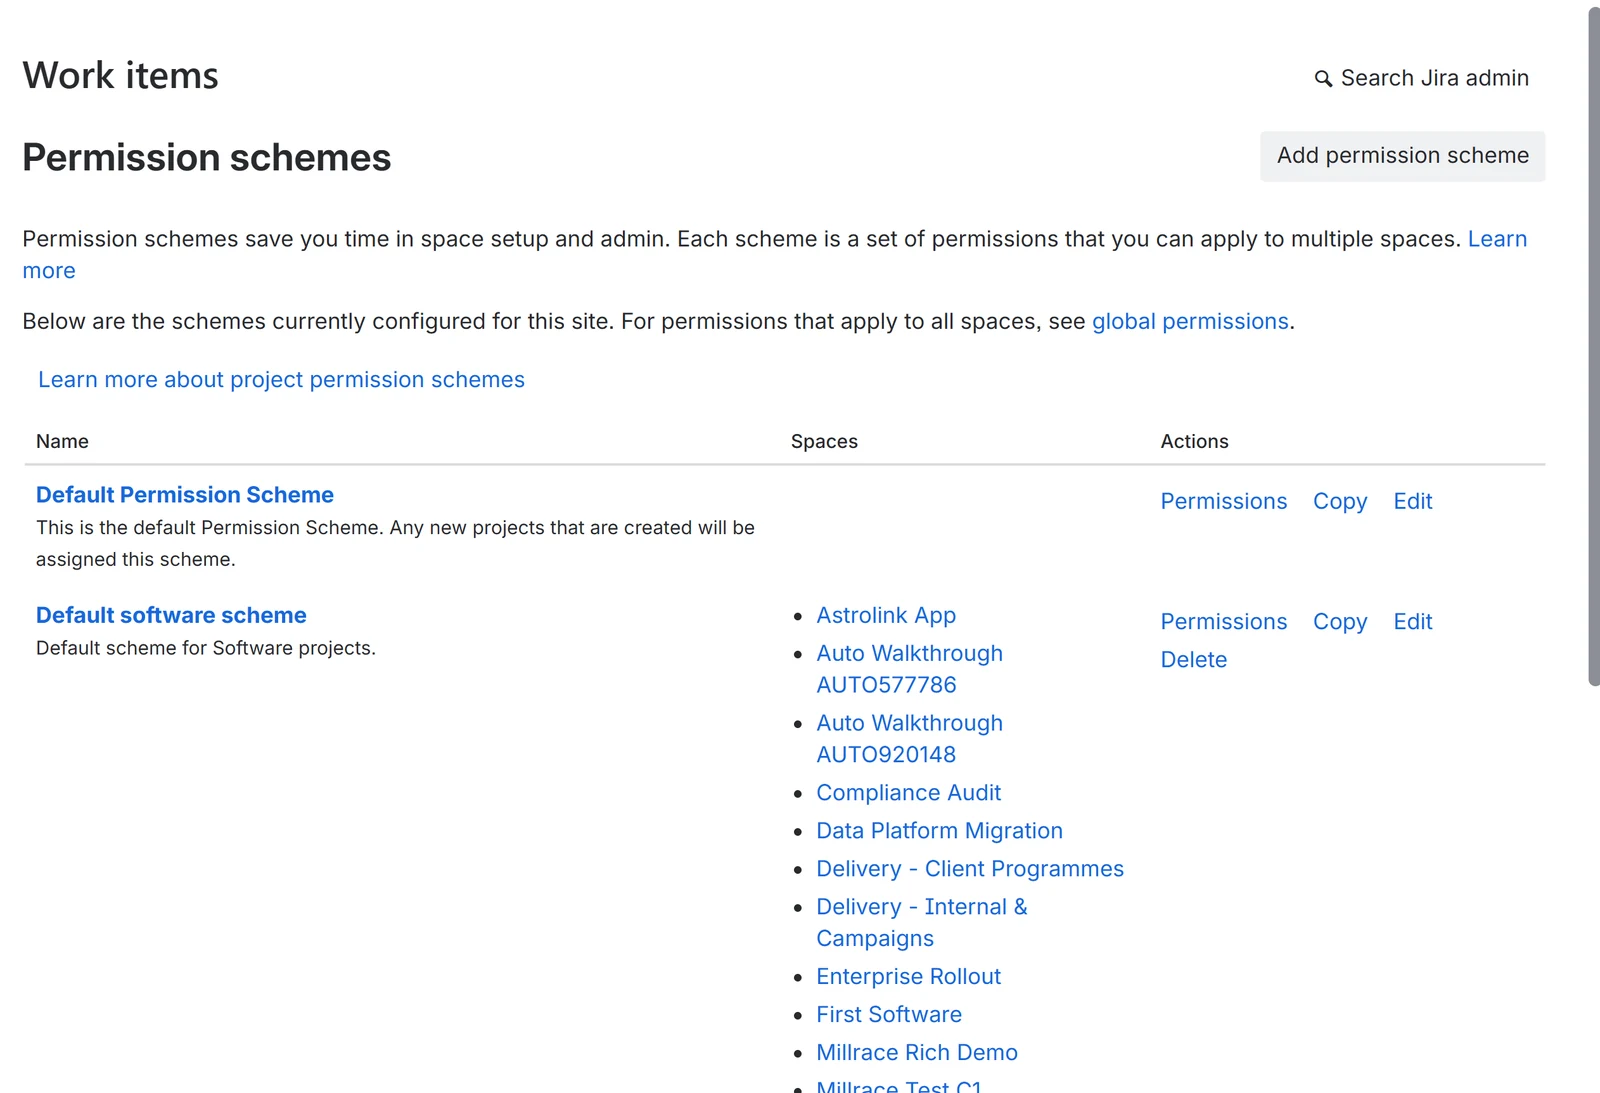 Work items
Search Jira admin
Permission schemes
Add permission scheme
Permission schemes save you time in space setup and admin. Each scheme is a set of permissions that you can apply to multiple spaces. Learn
more
Below are the schemes currently configured for this site. For permissions that apply to all spaces, see global permissions.
Learn more about project permission schemes
Name Spaces Actions
Default Permission Scheme
This is the default Permission Scheme. Any new projects that are created will be
assigned this scheme.
Permissions Copy Edit
Default software scheme
Default scheme for Software projects.
Astrolink App
Auto Walkthrough
AUTO577786
Auto Walkthrough
AUTO920148
Compliance Audit
Data Platform Migration
Delivery - Client Programmes
Delivery - Internal &
Campaigns
Enterprise Rollout
First Software
Millrace Rich Demo
Millrace Test C1
Permissions Copy Edit
Delete